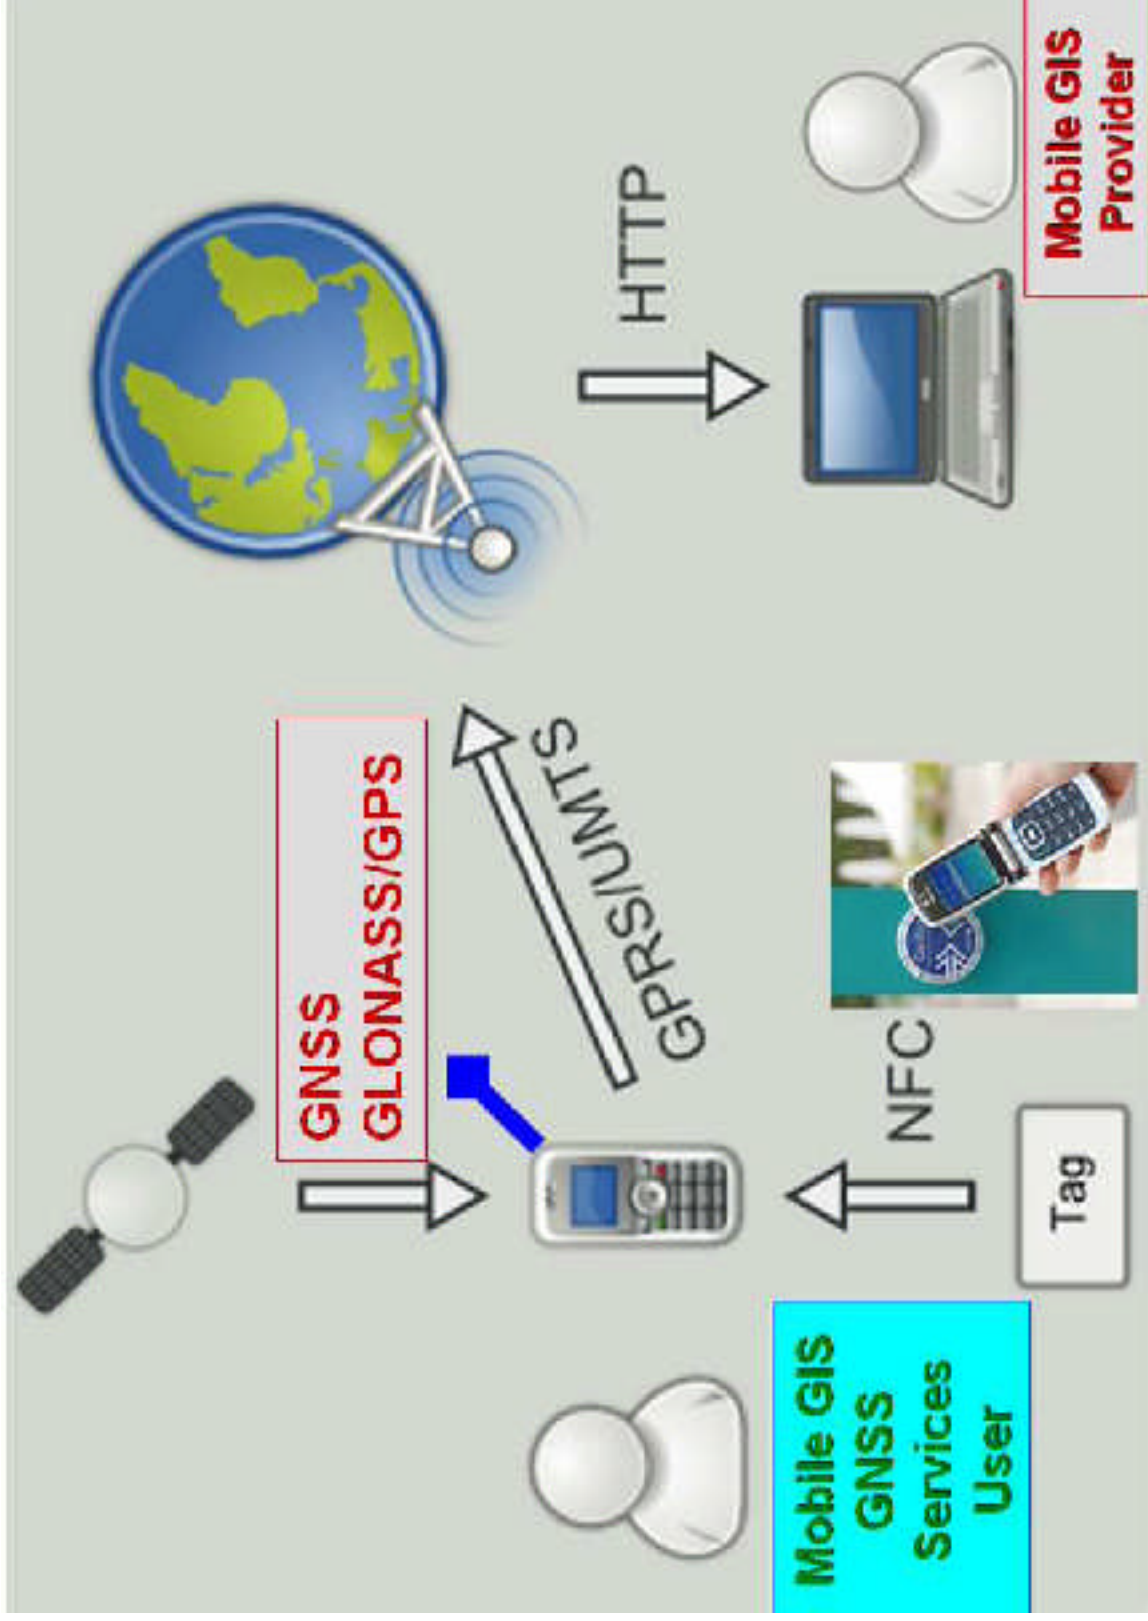 GNSS
GLONASS/GPS
GPRS/UMTS
HTTP
NFC
Tag
Mobile GIS
GNSS
Services
User
Mobile GIS
Provider